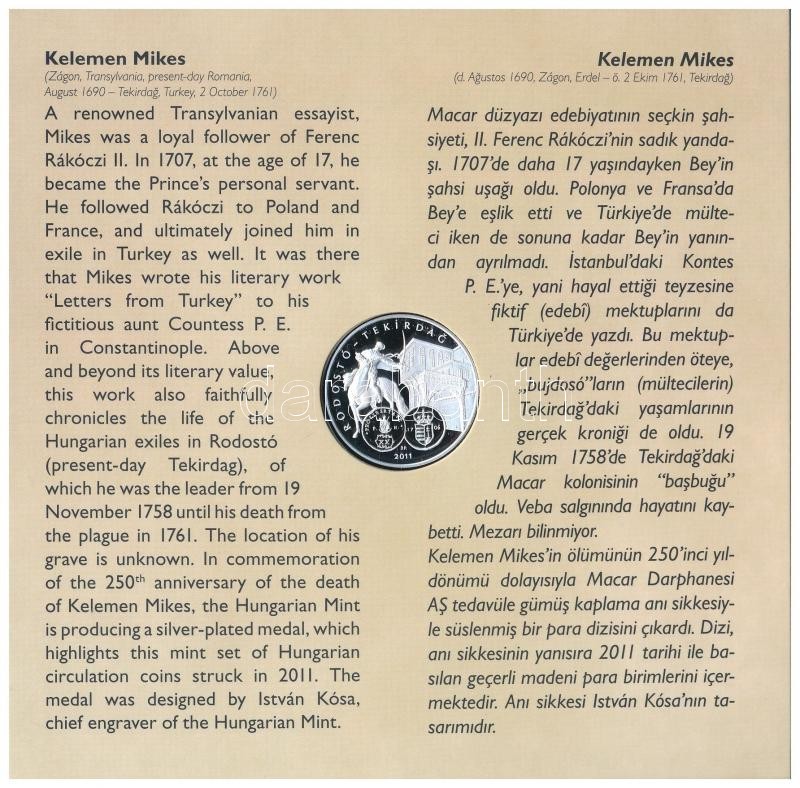 Kelemen Mikes
(Zágon, Transylvania, present-day Romania,
August 1690 – Tekirdağ, Turkey, 2 October 1761)
A renowned Transylvanian essayist,
Mikes was a loyal follower of Ferenc
Rákóczi II. In 1707, at the age of 17, he
became the Prince's personal servant.
He followed Rákóczi to Poland and
France, and ultimately joined him in
exile in Turkey as well. It was there
that Mikes wrote his literary work
“Letters from Turkey” to his
fictitious aunt Countess P. E.
in Constantinople. Above
and beyond its literary value,
this work also faithfully
chronicles the life of the
Hungarian exiles in Rodostó
(present-day Tekirdag), of
which he was the leader from 19
November 1758 until his death from
the plague in 1761. The location of his
grave is unknown. In commemoration
of the 250th anniversary of the death
of Kelemen Mikes, the Hungarian Mint
is producing a silver-plated medal, which
highlights this mint set of Hungarian
circulation coins struck in 2011. The
medal was designed by István Kósa,
chief engraver of the Hungarian Mint.
RODOSTÓ - TEKİRDAĞ
17 06
2011
darabanth
Kelemen Mikes
(d. Ağustos 1690, Zágon, Erdel – ö. 2 Ekim 1761, Tekirdağ)
Macar düzyazı edebiyatının seçkin şah-
siyeti, II. Ferenc Rákóczi'nin sadık yanda-
şı. 1707'de daha 17 yaşındayken Bey'in
şahsi uşağı oldu. Polonya ve Fransa'da
Bey'e eşlik etti ve Türkiye'de mülte-
ci iken de sonuna kadar Bey'in yanın-
dan ayrılmadı. İstanbul'daki Kontes
P. E.'ye, yani hayal ettiği teyzesine
fiktif (edebî) mektuplarını da
Türkiye'de yazdı. Bu mektup-
lar edebî değerlerinden öteye,
„bujdosó”ların (mültecilerin)
Tekirdağ'daki yaşamlarının
gerçek kroniği de oldu. 19
Kasım 1758'de Tekirdağ'daki
Macar kolonisinin “başbuğu”
oldu. Veba salgınında hayatını kay-
betti. Mezarı bilinmiyor.
Kelemen Mikes'in ölümünün 250'inci yıl-
dönümü dolayısıyla Macar Darphanesi
AŞ tedavüle gümüş kaplama anı sikkesiy-
le süslenmiş bir para dizisini çıkardı. Dizi,
anı sikkesinin yanısıra 2011 tarihi ile ba-
sılan geçerli madeni para birimlerini içer-
mektedir. Anı sikkesi István Kósa'nın ta-
sarımıdır.